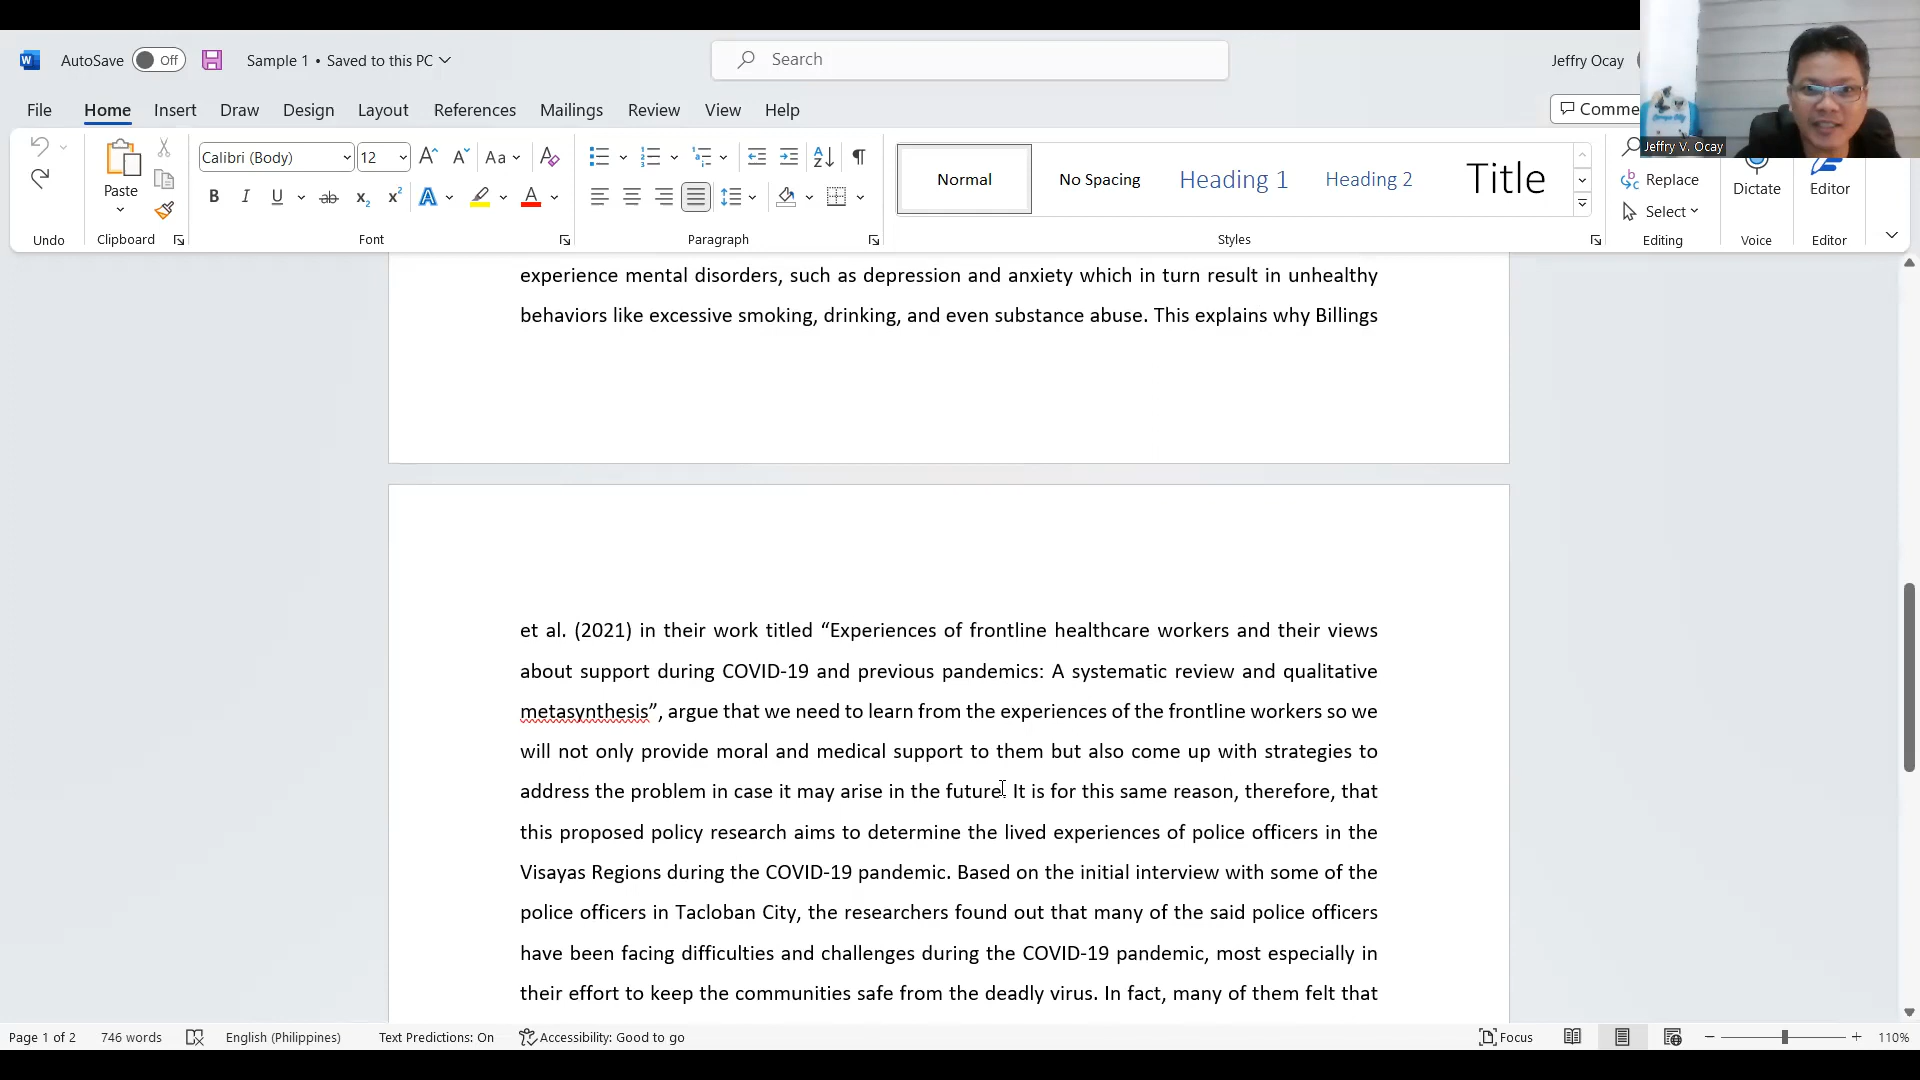 AutoSave Off Sample 1 • Saved to this PC Search Jeffry Ocay
File Home Insert Draw Design Layout References Mailings Review View Help
Jeffry V. Ocay
Paste
Calibri (Body) 12 Aa
Normal No Spacing Heading 1 Heading 2 Title
Replace
Select
Dictate
Editor
Undo Clipboard Font Paragraph Styles Editing Voice Editor
experience mental disorders, such as depression and anxiety which in turn result in unhealthy
behaviors like excessive smoking, drinking, and even substance abuse. This explains why Billings
et al. (2021) in their work titled “Experiences of frontline healthcare workers and their views
about support during COVID-19 and previous pandemics: A systematic review and qualitative
metasynthesis”, argue that we need to learn from the experiences of the frontline workers so we
will not only provide moral and medical support to them but also come up with strategies to
address the problem in case it may arise in the future. It is for this same reason, therefore, that
this proposed policy research aims to determine the lived experiences of police officers in the
Visayas Regions during the COVID-19 pandemic. Based on the initial interview with some of the
police officers in Tacloban City, the researchers found out that many of the said police officers
have been facing difficulties and challenges during the COVID-19 pandemic, most especially in
their effort to keep the communities safe from the deadly virus. In fact, many of them felt that
Page 1 of 2 746 words English (Philippines) Text Predictions: On Accessibility: Good to go Focus 110%